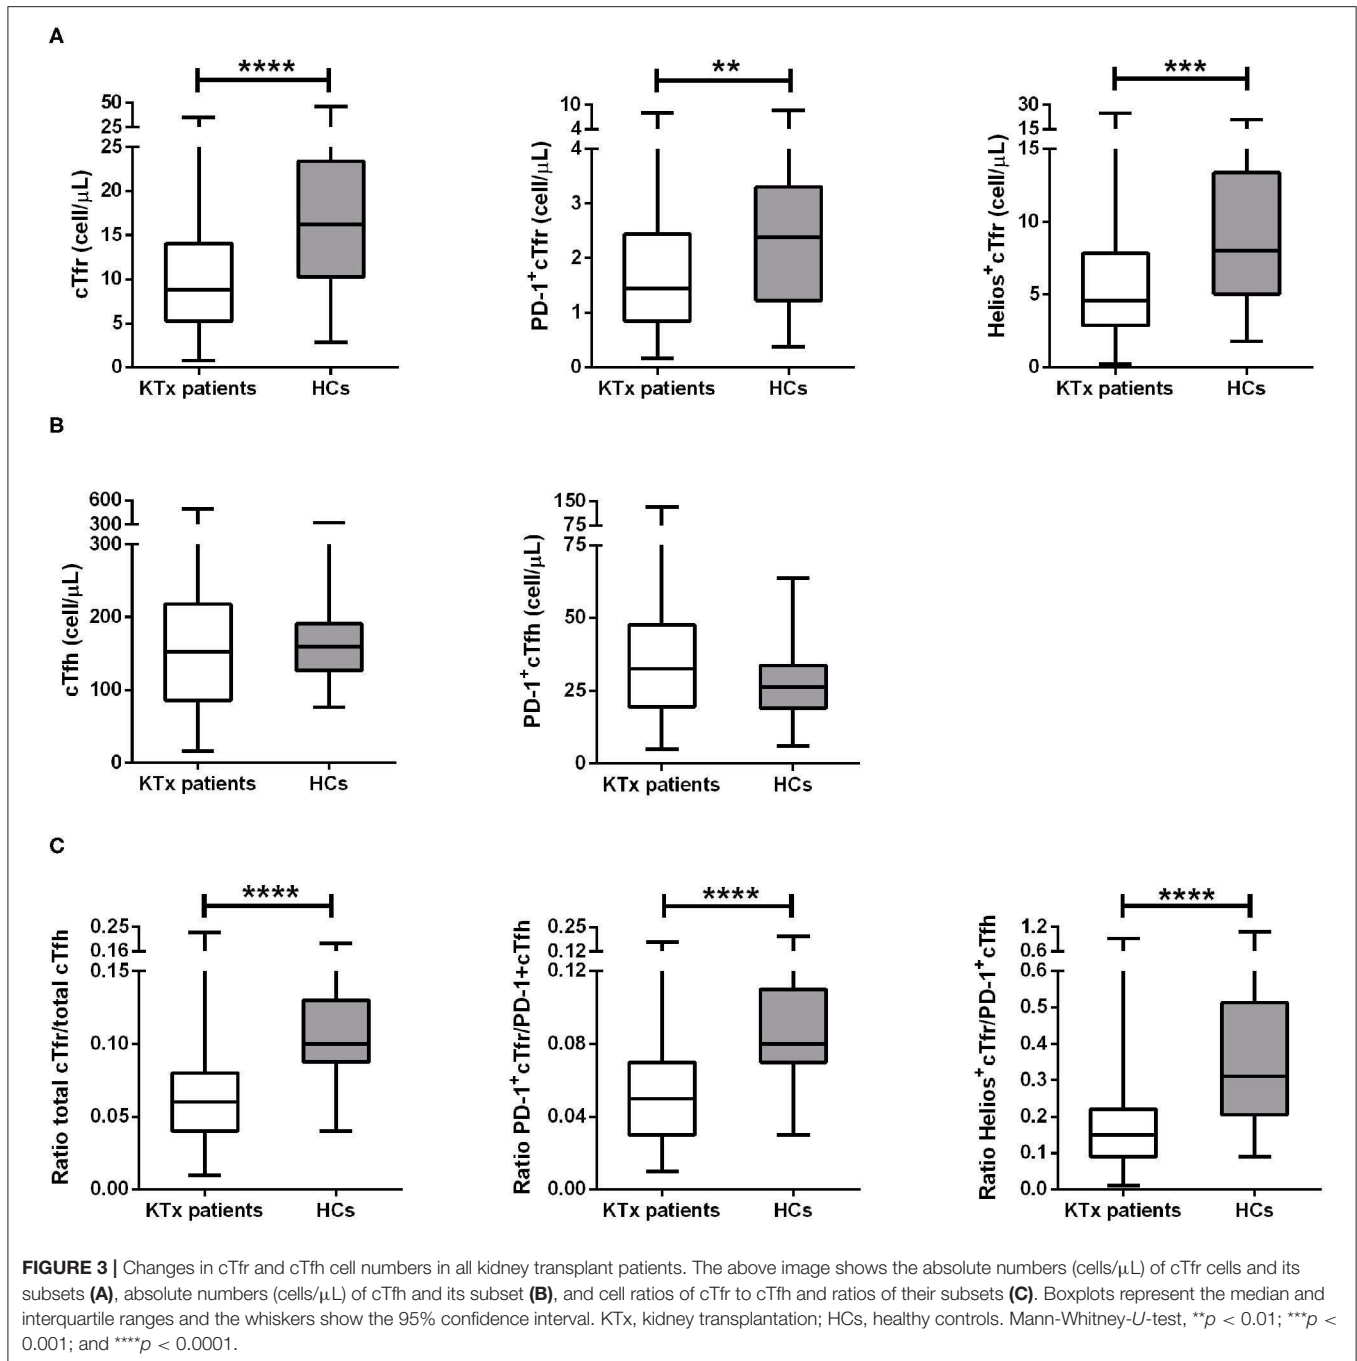 A
****
**
***
50
25
25
20
15
10
5
0
cTfr (cell/μL)
KTx patients
HCs
10
4
4
3
2
1
0
PD-1⁺cTfr (cell/μL)
KTx patients
HCs
30
15
15
10
5
0
Helios⁺cTfr (cell/μL)
KTx patients
HCs
B
600
300
300
200
100
0
cTfh (cell/μL)
KTx patients
HCs
150
75
75
50
25
0
PD-1⁺cTfh (cell/μL)
KTx patients
HCs
C
****
****
****
0.25
0.16
0.15
0.10
0.05
0.00
Ratio total cTfr/total cTfh
KTx patients
HCs
0.25
0.12
0.12
0.08
0.04
0.00
Ratio PD-1⁺cTfr/PD-1+cTfh
KTx patients
HCs
1.2
0.6
0.6
0.5
0.4
0.3
0.2
0.1
0.0
Ratio Helios⁺cTfr/PD-1⁺cTfh
KTx patients
HCs
FIGURE 3 | Changes in cTfr and cTfh cell numbers in all kidney transplant patients. The above image shows the absolute numbers (cells/μL) of cTfr cells and its
subsets (A), absolute numbers (cells/μL) of cTfh and its subset (B), and cell ratios of cTfr to cTfh and ratios of their subsets (C). Boxplots represent the median and
interquartile ranges and the whiskers show the 95% confidence interval. KTx, kidney transplantation; HCs, healthy controls. Mann-Whitney-U-test, **p < 0.01; ***p <
0.001; and ****p < 0.0001.